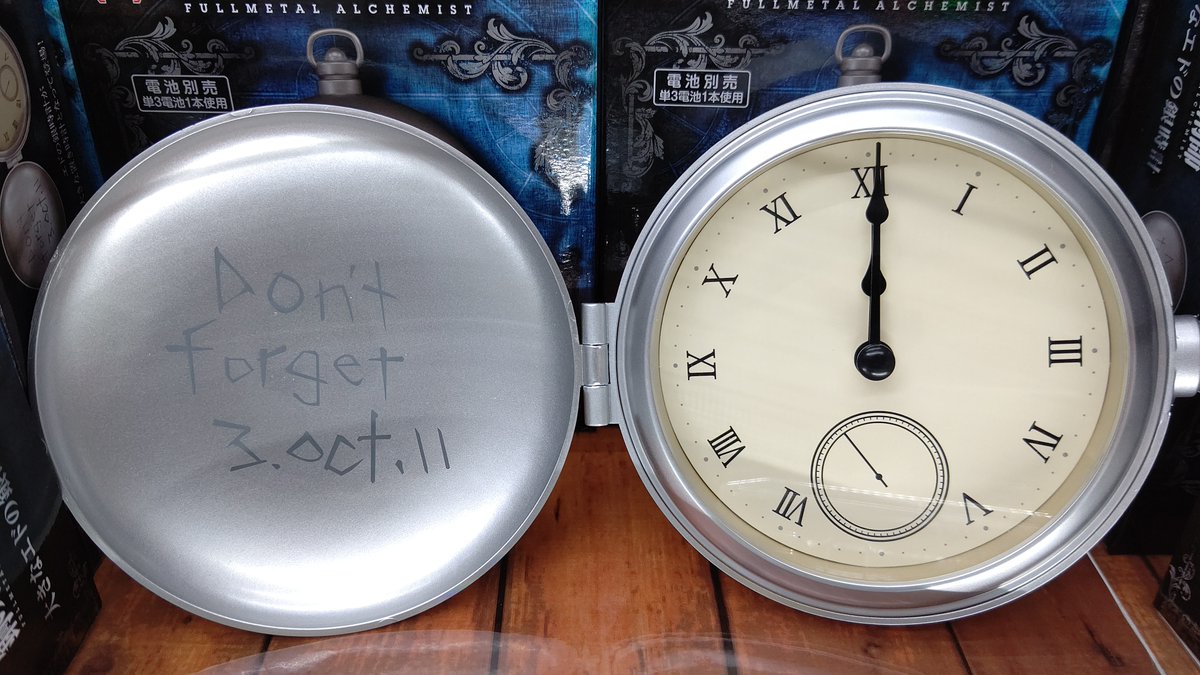 FULLMETAL ALCHEMIST
FULLMETAL ALCHEMIST
電池別売
単3電池1本使用
電池別売
単3電池1本使用
Don't
forget
3.oct.11
XII
I
II
III
IV
V
VII
VIII
IX
X
XI